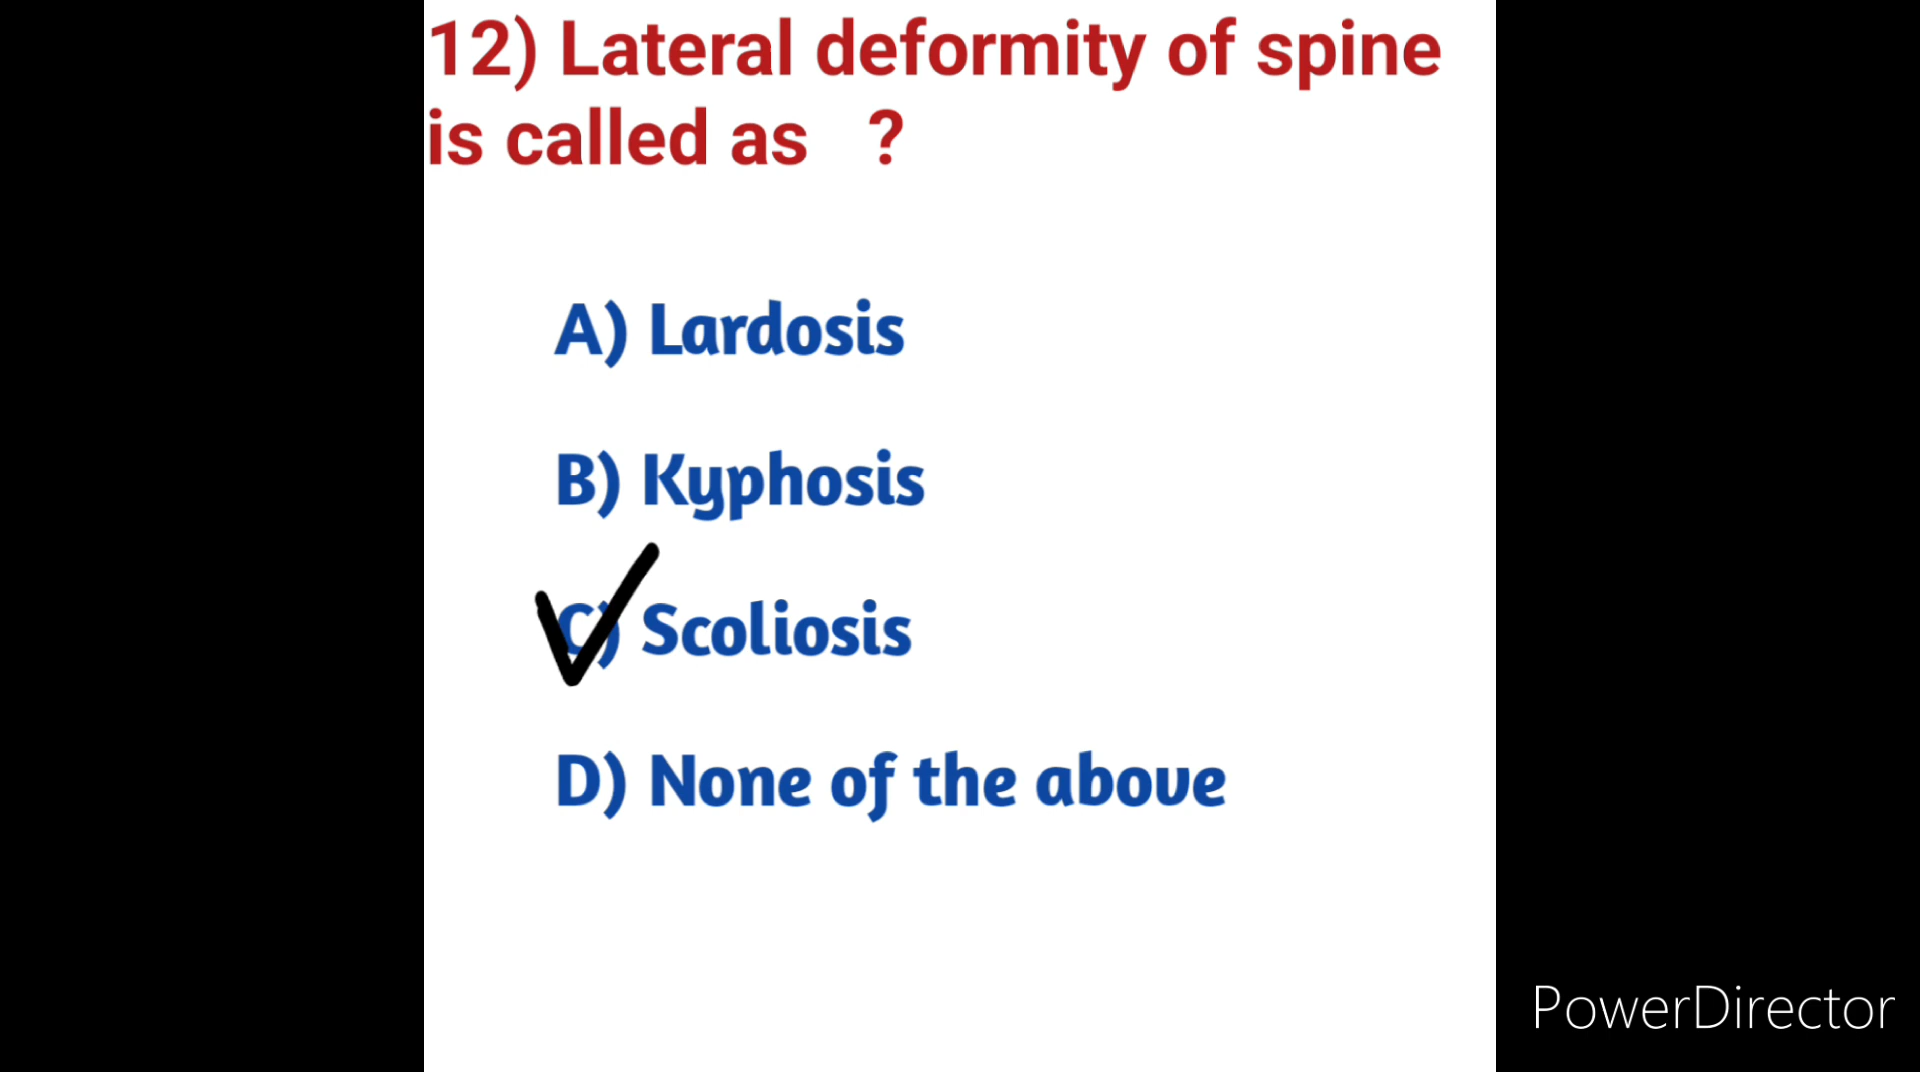 12) Lateral deformity of spine
is called as ?
A) Lardosis
B) Kyphosis
C) Scoliosis
D) None of the above
PowerDirector